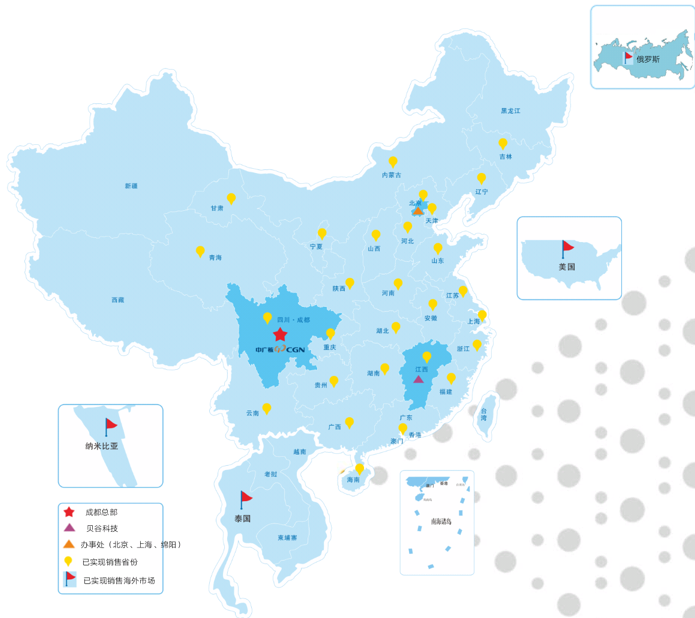 俄罗斯
黑龙江
吉林
内蒙古
辽宁
新疆
北京
甘肃
天津
河北
宁夏
山西
青海
山东
美国
陕西
河南
江苏
西藏
安徽
上海
四川·成都
湖北
重庆
中广核 CGN
浙江
江西
湖南
贵州
福建
云南
广东
台湾
广西
香港
澳门
纳米比亚
越南
老挝
海南
泰国
南海诸岛
柬埔寨
成都总部
贝谷科技
办事处（北京、上海、绵阳）
已实现销售省份
已实现销售海外市场